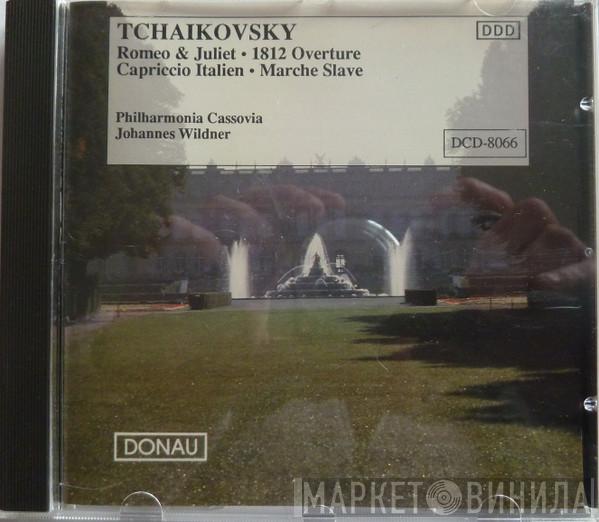 TCHAIKOVSKY
DDD
Romeo & Juliet • 1812 Overture
Capriccio Italien • Marche Slave
Philharmonia Cassovia
Johannes Wildner
DCD-8066
DONAU
МАРКЕТ ВИНИЛА